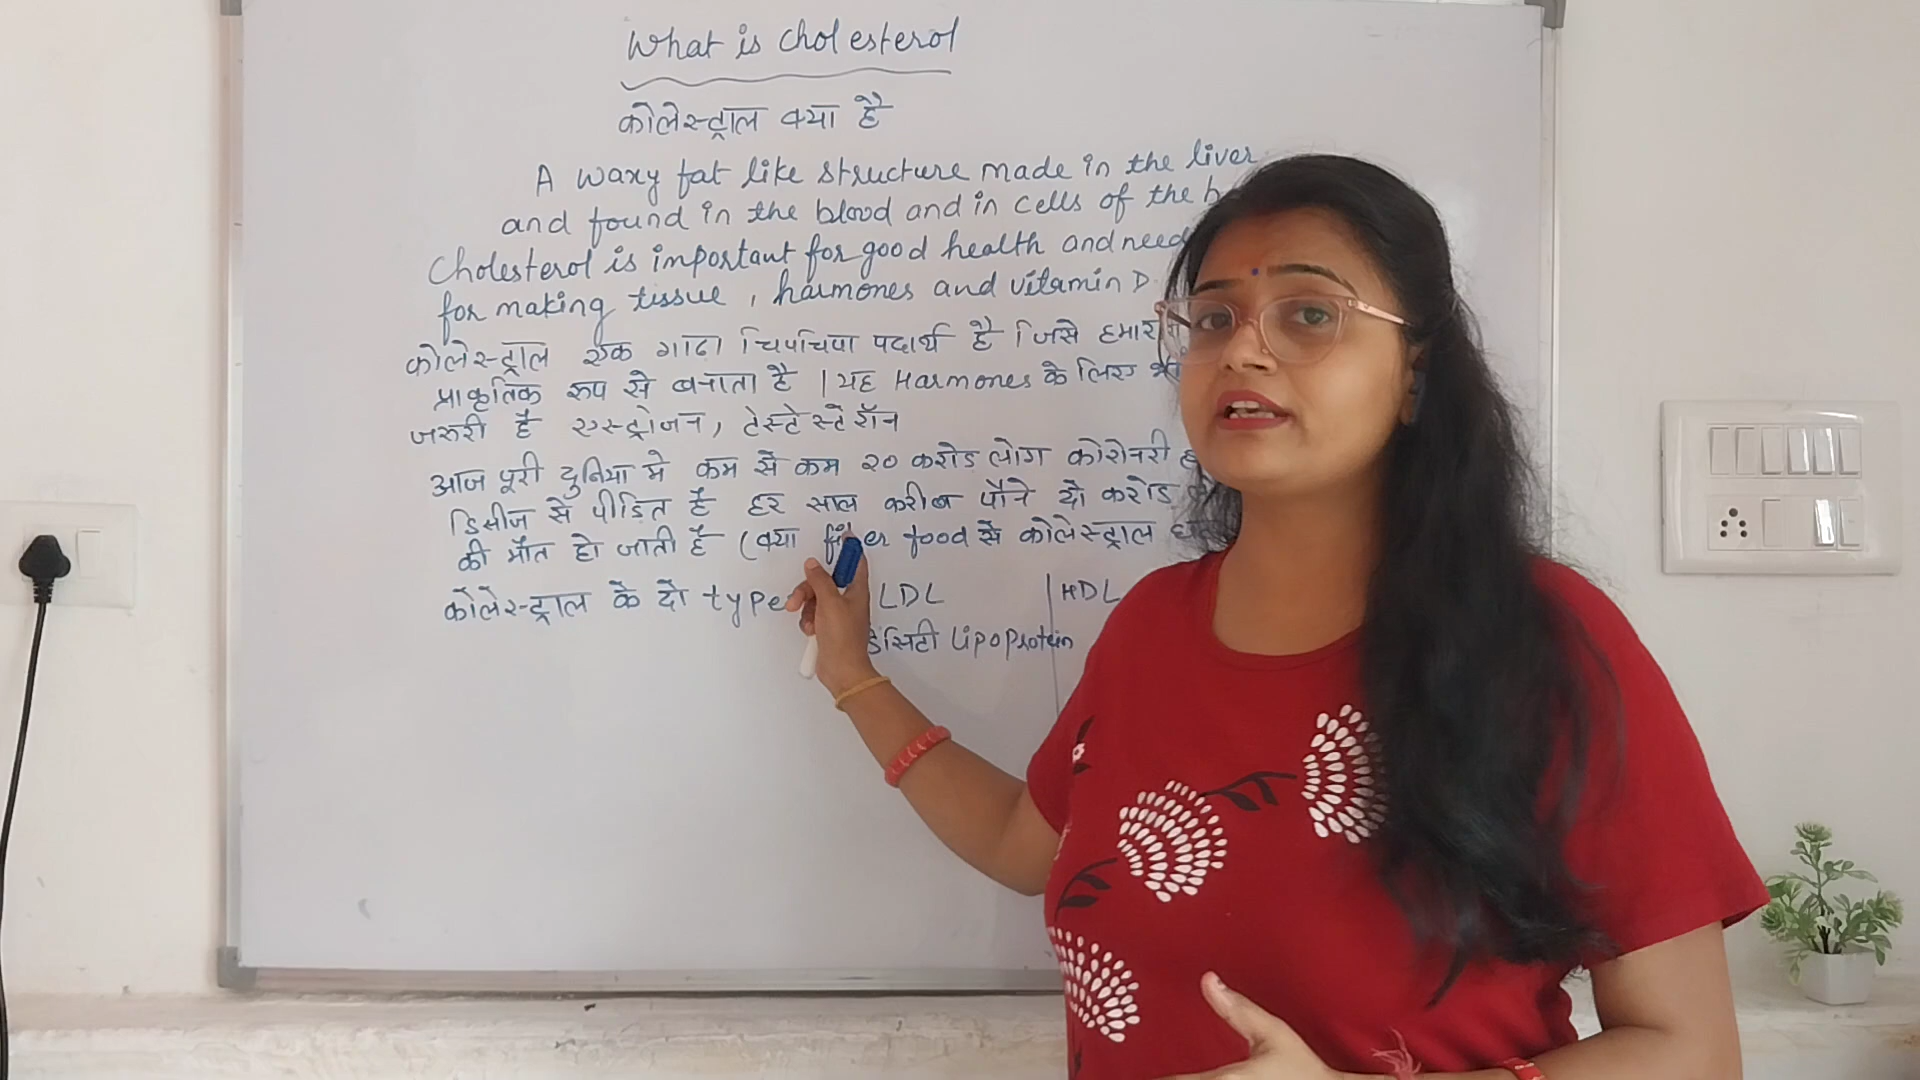 What is cholesterol
कोलेस्ट्राल क्या है
A waxy fat like structure made in the liver
and found in the blood and in cells of the b
Cholesterol is important for good health and need
for making tissue, harmones and vitamin D
कोलेस्ट्राल एक गाढा चिपचिपा पदार्थ है जिसे हमारा
प्राकृतिक रूप से बनाता है । यह Harmones के लिए भी
जरुरी है एस्ट्रोजन, टेस्टेस्टेरॉन
आज पूरी दुनिया मे कम से कम २० करोड लोग कोरोनरी
डिसीज से पीडित है हर साल करीब पौने दो करोड
की मौत हो जाती है (क्या food से कोलेस्ट्राल
कोलेस्ट्राल के दो type LDL | HDL
डेंसिटी Lipoprotein